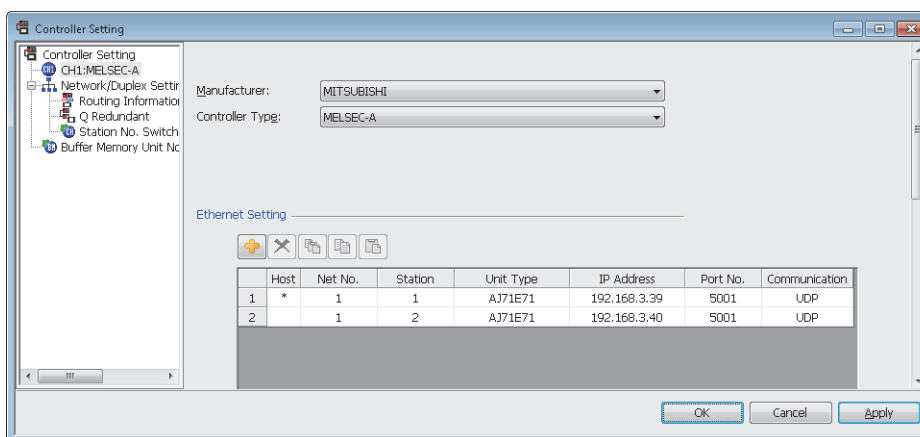 Controller Setting
Controller Setting
CH1:MELSEC-A
Network/Duplex Settir
Routing Informatior
Q Redundant
Station No. Switch
Buffer Memory Unit Nc
Manufacturer: MITSUBISHI
Controller Type: MELSEC-A
Ethernet Setting
Host Net No. Station Unit Type IP Address Port No. Communication
1 * 1 1 AJ71E71 192.168.3.39 5001 UDP
2 1 2 AJ71E71 192.168.3.40 5001 UDP
OK Cancel Apply